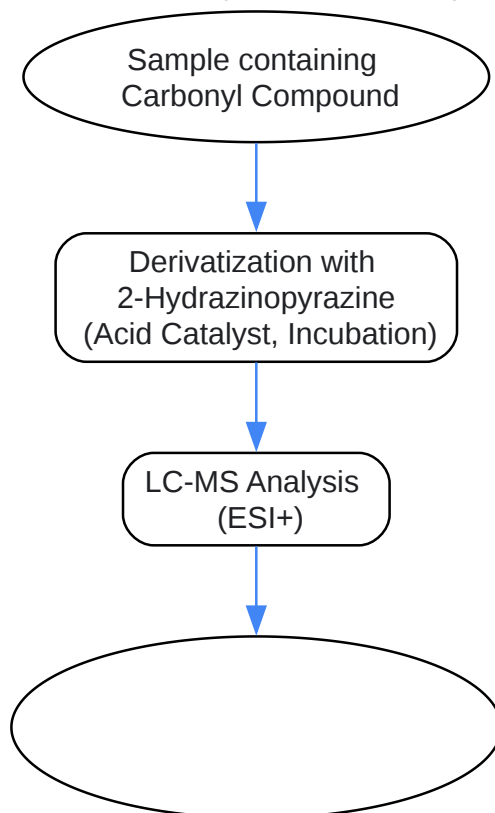 Sample containing
Carbonyl Compound
Derivatization with
2-Hydrazinopyrazine
(Acid Catalyst, Incubation)
LC-MS Analysis
(ESI+)